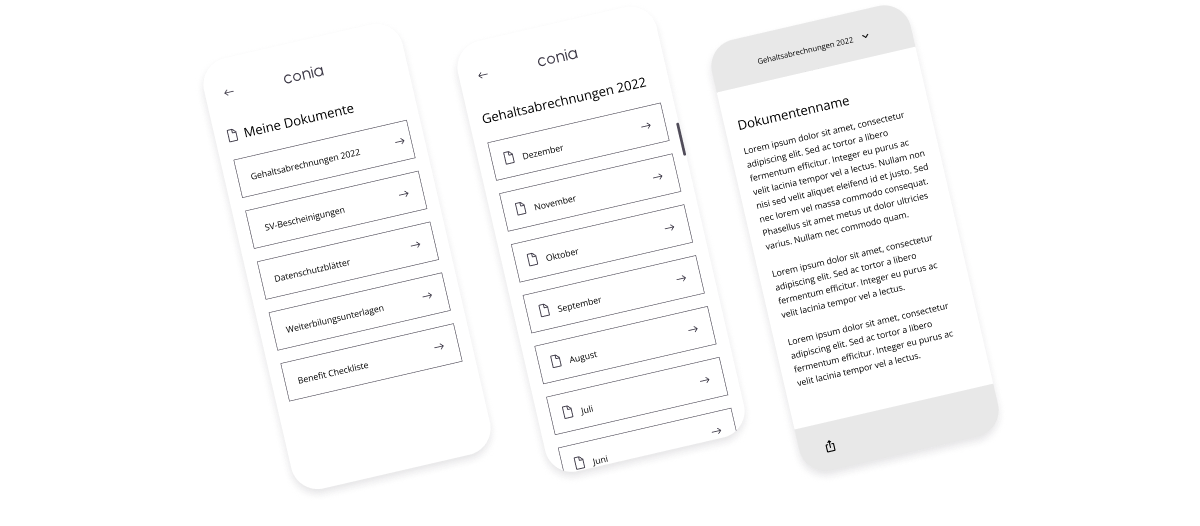 conia
Meine Dokumente
Gehaltsabrechnungen 2022
SV-Bescheinigungen
Datenschutzblätter
Weiterbilungsunterlagen
Benefit Checkliste
conia
Gehaltsabrechnungen 2022
Dezember
November
Oktober
September
August
Juli
Juni
Gehaltsabrechnungen 2022
Dokumentenname
Lorem ipsum dolor sit amet, consectetur
adipiscing elit. Sed ac tortor a libero
fermentum efficitur. Integer eu purus ac
velit lacinia tempor vel a lectus. Nullam non
nisi sed velit aliquet eleifend id et justo. Sed
nec lorem vel massa commodo consequat.
Phasellus sit amet metus ut dolor ultricies
varius. Nullam nec commodo quam.
Lorem ipsum dolor sit amet, consectetur
adipiscing elit. Sed ac tortor a libero
fermentum efficitur. Integer eu purus ac
velit lacinia tempor vel a lectus.
Lorem ipsum dolor sit amet, consectetur
adipiscing elit. Sed ac tortor a libero
fermentum efficitur. Integer eu purus ac
velit lacinia tempor vel a lectus.